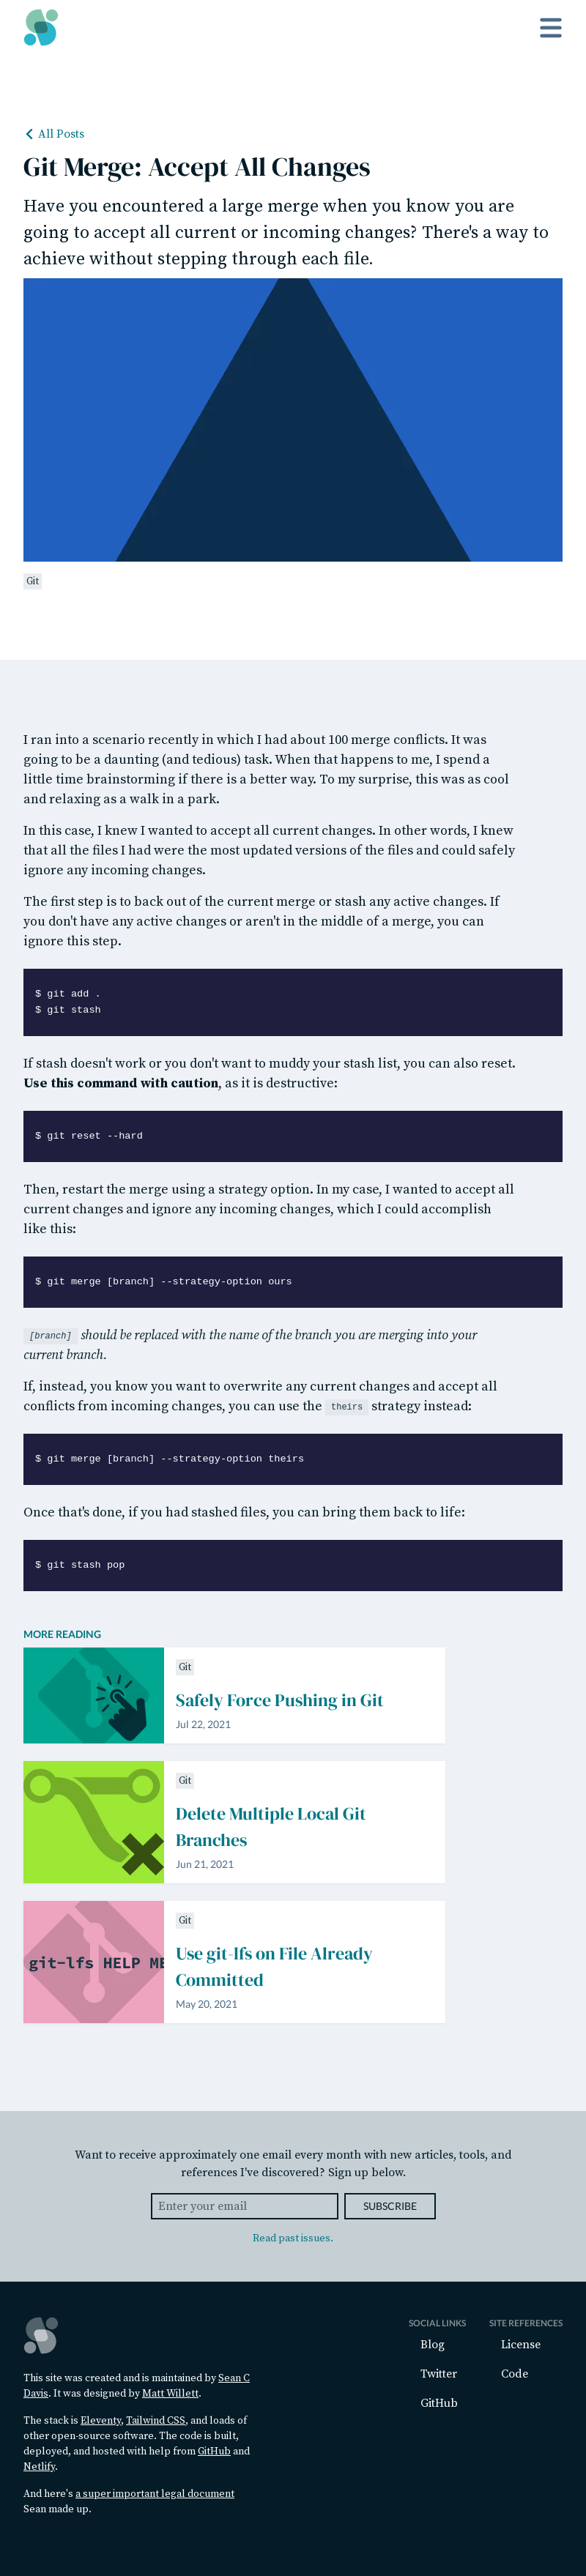 All Posts
Git Merge: Accept All Changes
Have you encountered a large merge when you know you are
going to accept all current or incoming changes? There's a way to
achieve without stepping through each file.
Git
I ran into a scenario recently in which I had about 100 merge conflicts. It was
going to be a daunting (and tedious) task. When that happens to me, I spend a
little time brainstorming if there is a better way. To my surprise, this was as cool
and relaxing as a walk in a park.
In this case, I knew I wanted to accept all current changes. In other words, I knew
that all the files I had were the most updated versions of the files and could safely
ignore any incoming changes.
The first step is to back out of the current merge or stash any active changes. If
you don't have any active changes or aren't in the middle of a merge, you can
ignore this step.
$ git add .
$ git stash
If stash doesn't work or you don't want to muddy your stash list, you can also reset.
Use this command with caution, as it is destructive:
$ git reset --hard
Then, restart the merge using a strategy option. In my case, I wanted to accept all
current changes and ignore any incoming changes, which I could accomplish
like this:
$ git merge [branch] --strategy-option ours
[branch] should be replaced with the name of the branch you are merging into your
current branch.
If, instead, you know you want to overwrite any current changes and accept all
conflicts from incoming changes, you can use the theirs strategy instead:
$ git merge [branch] --strategy-option theirs
Once that's done, if you had stashed files, you can bring them back to life:
$ git stash pop
MORE READING
Git
Safely Force Pushing in Git
Jul 22, 2021
Git
Delete Multiple Local Git
Branches
Jun 21, 2021
git-lfs HELP ME
Git
Use git-lfs on File Already
Committed
May 20, 2021
Want to receive approximately one email every month with new articles, tools, and
references I've discovered? Sign up below.
Enter your email
SUBSCRIBE
Read past issues.
This site was created and is maintained by Sean C
Davis. It was designed by Matt Willett.
The stack is Eleventy, Tailwind CSS, and loads of
other open-source software. The code is built,
deployed, and hosted with help from GitHub and
Netlify.
And here's a super important legal document
Sean made up.
SOCIAL LINKS
Blog
Twitter
GitHub
SITE REFERENCES
License
Code